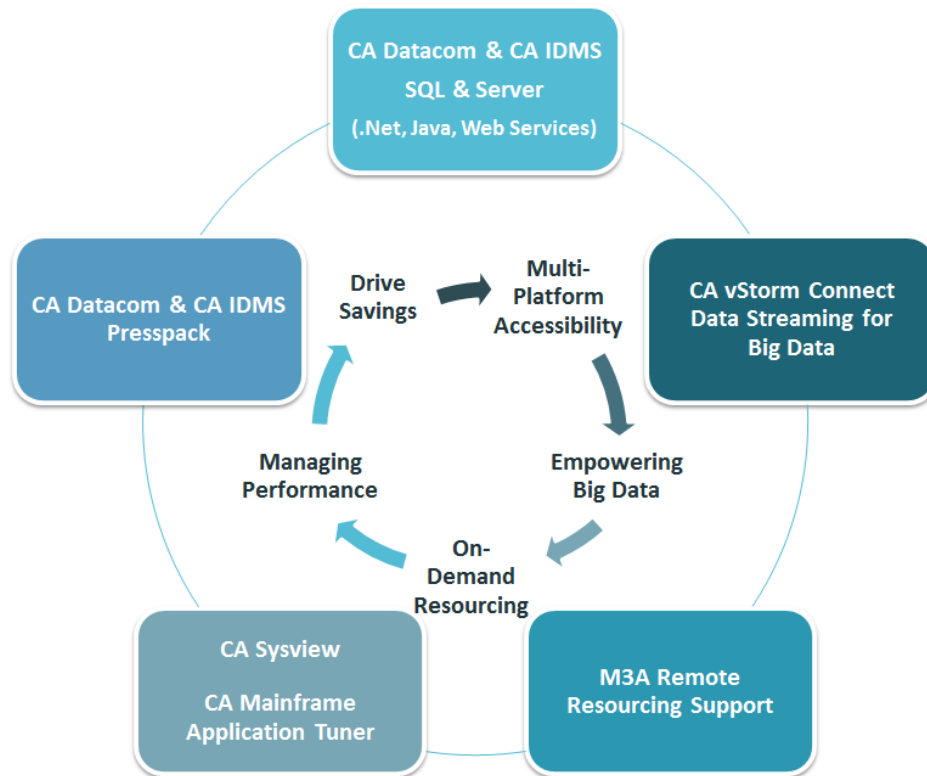 CA Datacom & CA IDMS
SQL & Server
(.Net, Java, Web Services)
CA Datacom & CA IDMS
Presspack
CA vStorm Connect
Data Streaming for
Big Data
Drive
Savings
Multi-
Platform
Accessibility
Managing
Performance
Empowering
Big Data
On-
Demand
Resourcing
CA Sysview
CA Mainframe
Application Tuner
M3A Remote
Resourcing Support